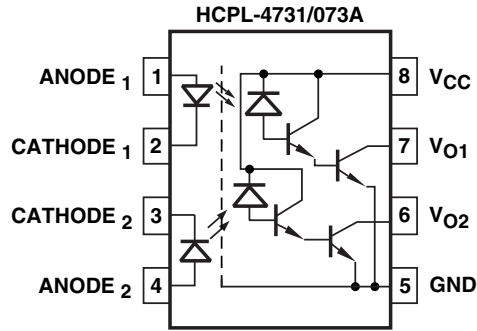 HCPL-4731/073A
ANODE 1 1
8 VCC
CATHODE 1 2
7 VO1
CATHODE 2 3
6 VO2
ANODE 2 4
5 GND